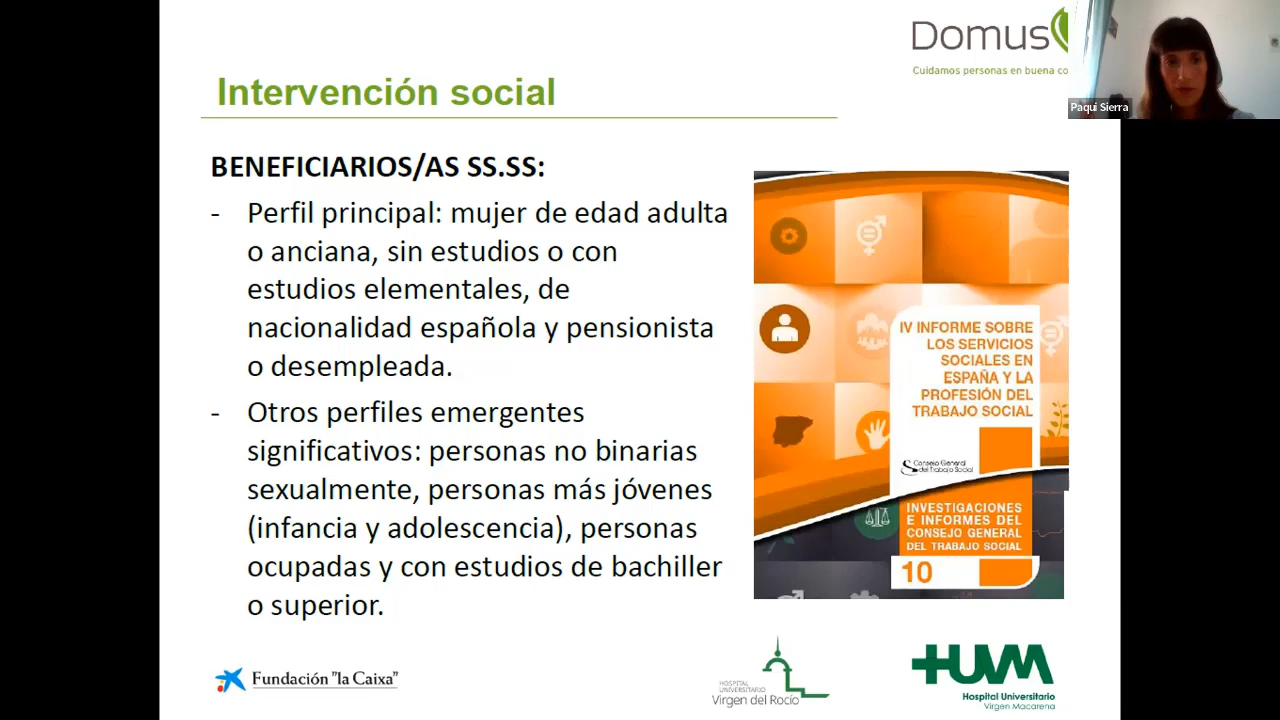 Domus
Cuidamos personas en buena co
Paqui Sierra
Intervención social
BENEFICIARIOS/AS SS.SS:
- Perfil principal: mujer de edad adulta
o anciana, sin estudios o con
estudios elementales, de
nacionalidad española y pensionista
o desempleada.
- Otros perfiles emergentes
significativos: personas no binarias
sexualmente, personas más jóvenes
(infancia y adolescencia), personas
ocupadas y con estudios de bachiller
o superior.
IV INFORME SOBRE
LOS SERVICIOS
SOCIALES EN
ESPAÑA Y LA
PROFESIÓN DEL
TRABAJO SOCIAL
Consejo General
del Trabajo Social
INVESTIGACIONES
E INFORMES DEL
CONSEJO GENERAL
DEL TRABAJO SOCIAL
10
Fundación "la Caixa"
HOSPITAL
UNIVERSITARIO
Virgen del Rocío
HUVM
Hospital Universitario
Virgen Macarena